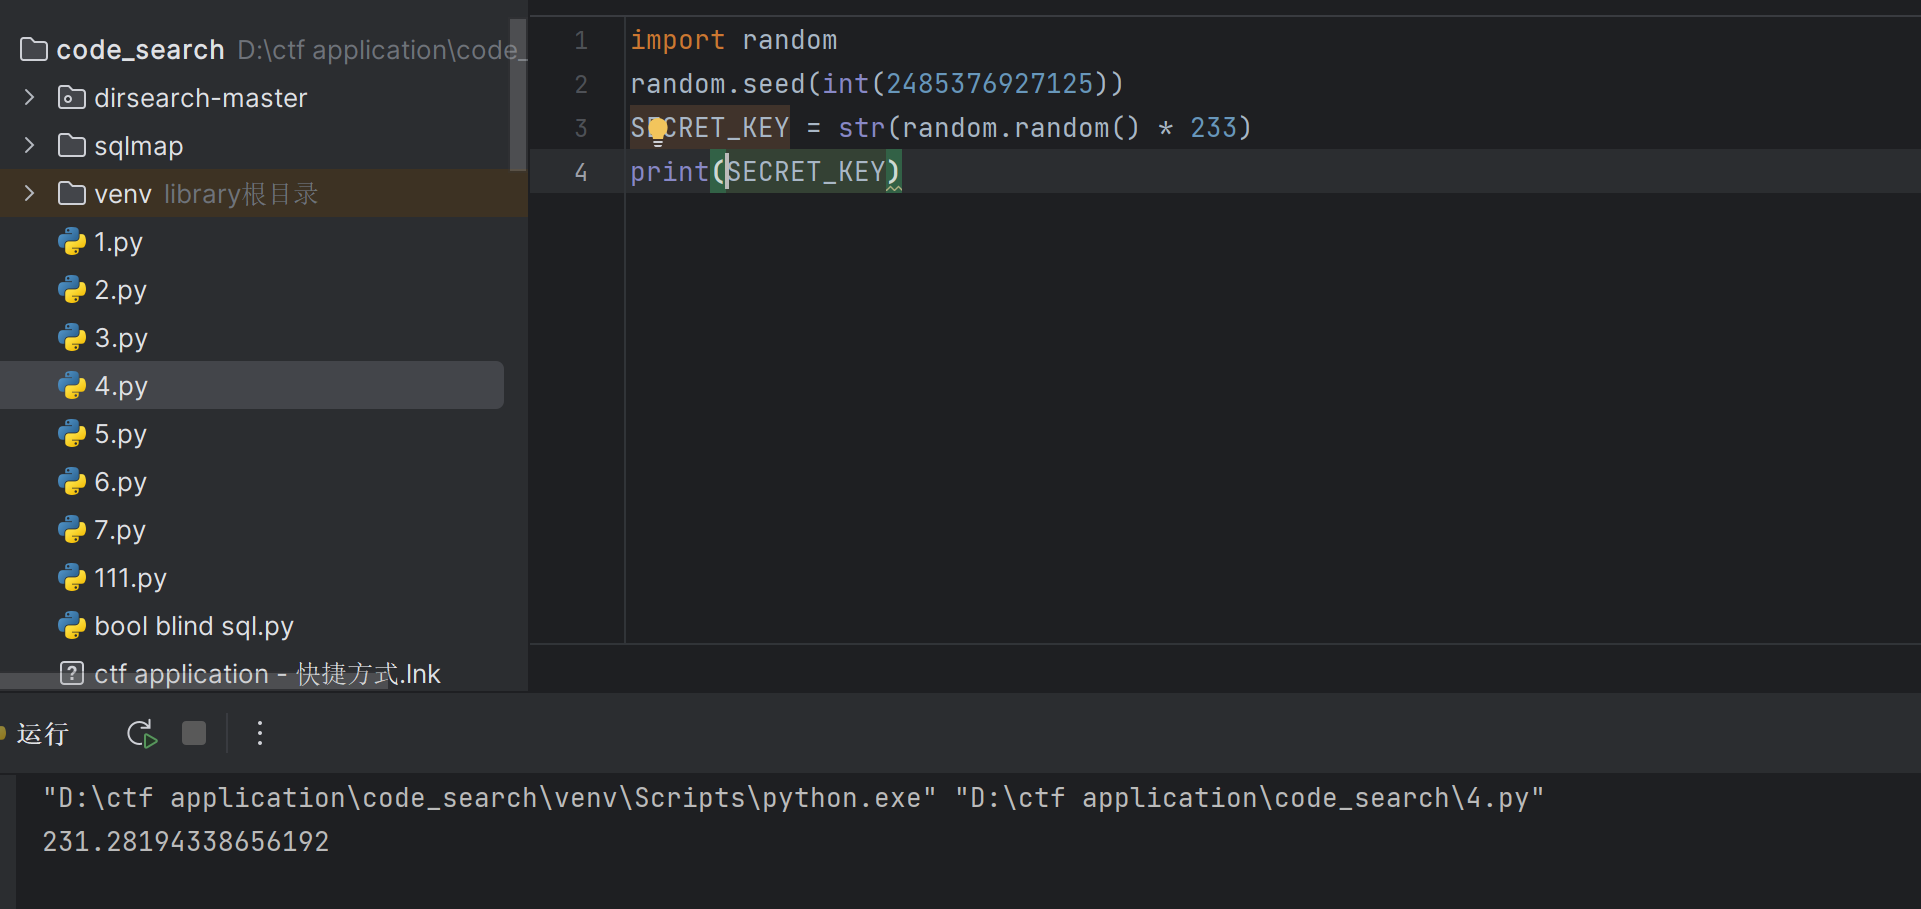 code_search D:\ctf application\code_
dirsearch-master
sqlmap
venv library根目录
1.py
2.py
3.py
4.py
5.py
6.py
7.py
111.py
bool blind sql.py
ctf application - 快捷方式.lnk
1 import random
2 random.seed(int(2485376927125))
3 SECRET_KEY = str(random.random() * 233)
4 print(SECRET_KEY)
运行
"D:\ctf application\code_search\venv\Scripts\python.exe" "D:\ctf application\code_search\4.py"
231.28194338656192